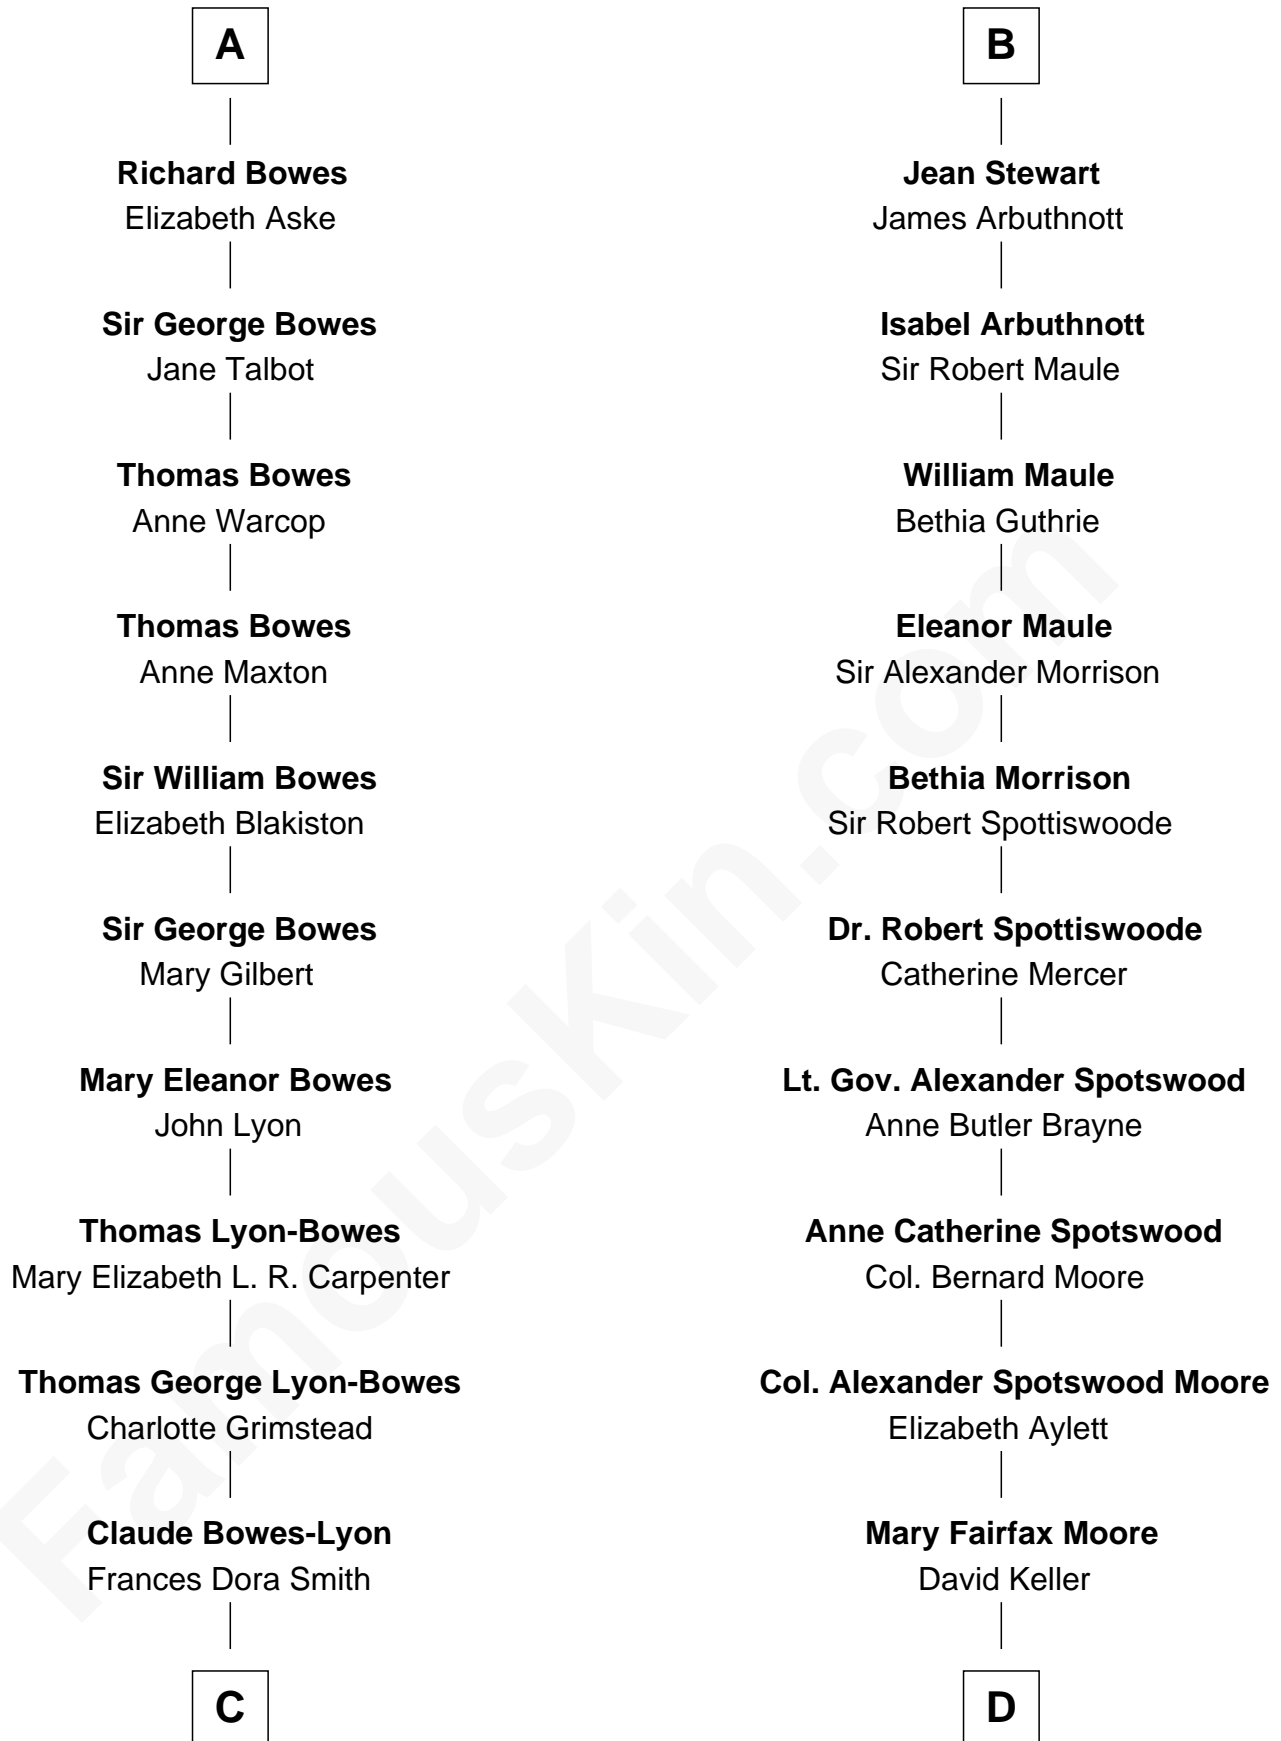 A
Richard Bowes
Elizabeth Aske
Sir George Bowes
Jane Talbot
Thomas Bowes
Anne Warcop
Thomas Bowes
Anne Maxton
Sir William Bowes
Elizabeth Blakiston
Sir George Bowes
Mary Gilbert
Mary Eleanor Bowes
John Lyon
Thomas Lyon-Bowes
Mary Elizabeth L. R. Carpenter
Thomas George Lyon-Bowes
Charlotte Grimstead
Claude Bowes-Lyon
Frances Dora Smith
C
B
Jean Stewart
James Arbuthnott
Isabel Arbuthnott
Sir Robert Maule
William Maule
Bethia Guthrie
Eleanor Maule
Sir Alexander Morrison
Bethia Morrison
Sir Robert Spottiswoode
Dr. Robert Spottiswoode
Catherine Mercer
Lt. Gov. Alexander Spotswood
Anne Butler Brayne
Anne Catherine Spotswood
Col. Bernard Moore
Col. Alexander Spotswood Moore
Elizabeth Aylett
Mary Fairfax Moore
David Keller
D
FamousKin.com